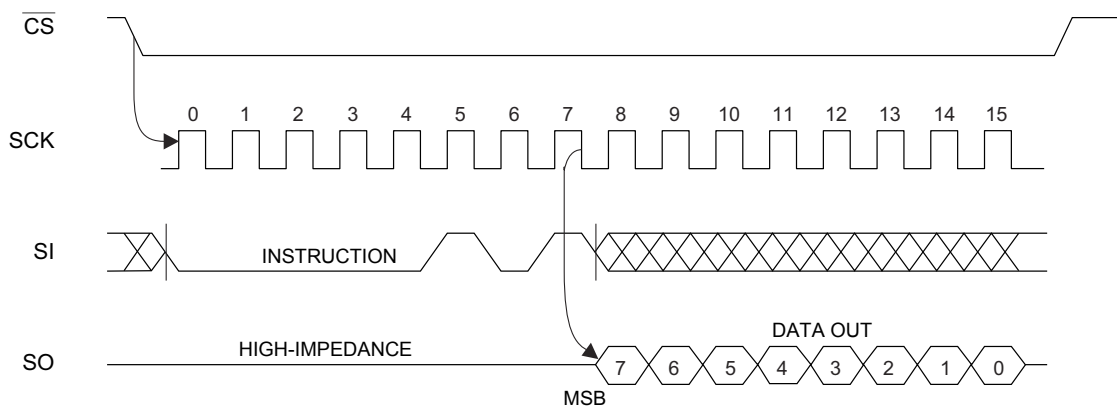 CS
SCK
0 1 2 3 4 5 6 7 8 9 10 11 12 13 14 15
SI
INSTRUCTION
SO
HIGH-IMPEDANCE
DATA OUT
7 6 5 4 3 2 1 0
MSB